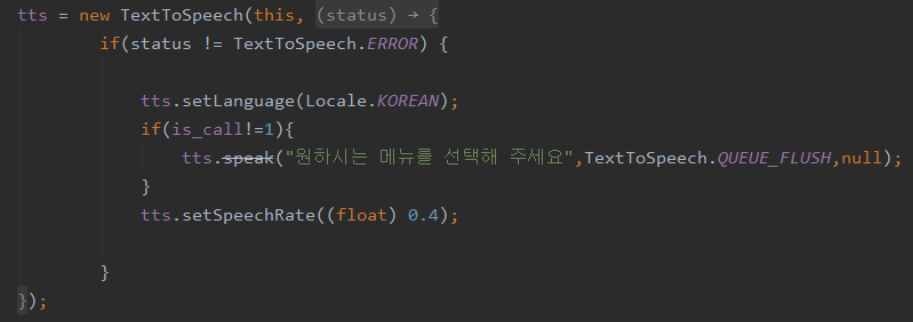 tts = new TextToSpeech(this, (status) → {
if(status != TextToSpeech.ERROR) {
tts.setLanguage(Locale.KOREAN);
if(is_call!=1){
tts.speak("원하시는 메뉴를 선택해 주세요",TextToSpeech.QUEUE_FLUSH,null);
}
tts.setSpeechRate((float) 0.4);
}
});